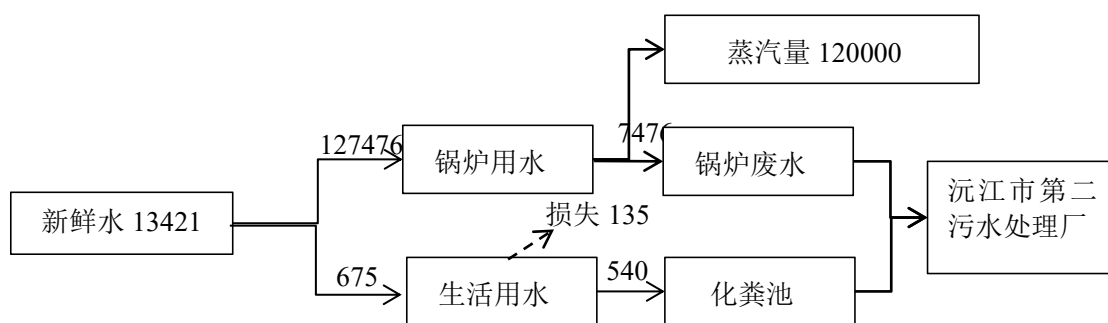 蒸汽量 120000
127476
锅炉用水
7476
锅炉废水
新鲜水 13421
损失 135
沅江市第二
污水处理厂
675
生活用水
540
化粪池